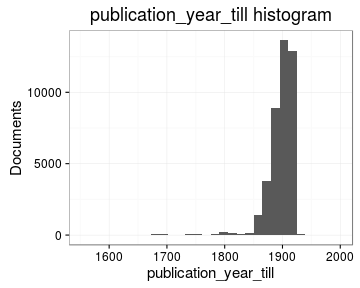 publication_year_till histogram
10000
5000
0
Documents
1600 1700 1800 1900 2000
publication_year_till